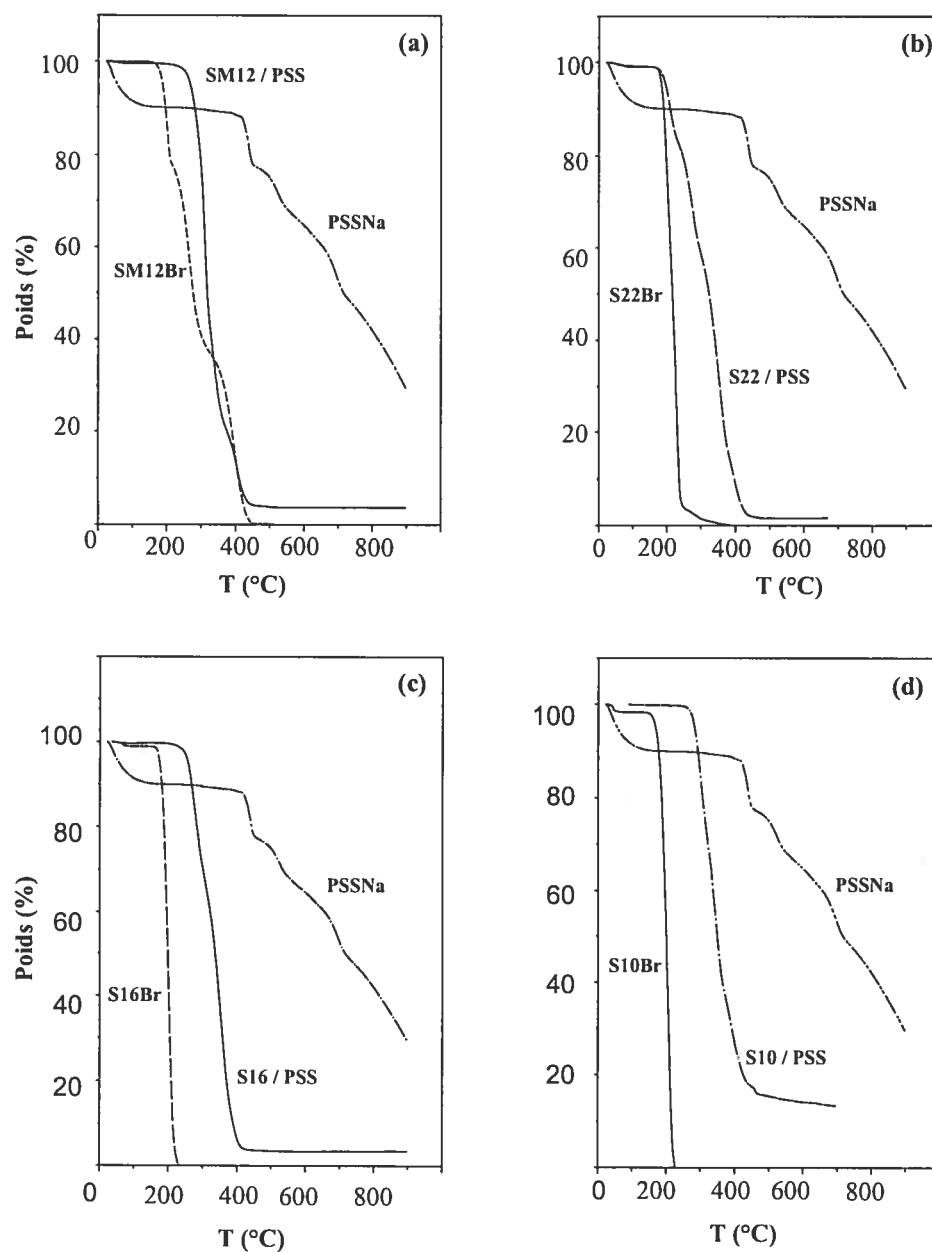 (a)
100
80
60
40
20
Poids (%)
SM12 / PSS
PSSNa
SM12Br
0 200 400 600 800
T (°C)
(b)
100
80
60
40
20
PSSNa
S22Br
S22 / PSS
0 200 400 600 800
T (°C)
(c)
100
80
60
40
20
Poids (%)
PSSNa
S16Br
S16 / PSS
0 200 400 600 800
T (°C)
(d)
100
80
60
40
20
PSSNa
S10Br
S10 / PSS
0 200 400 600 800
T (°C)